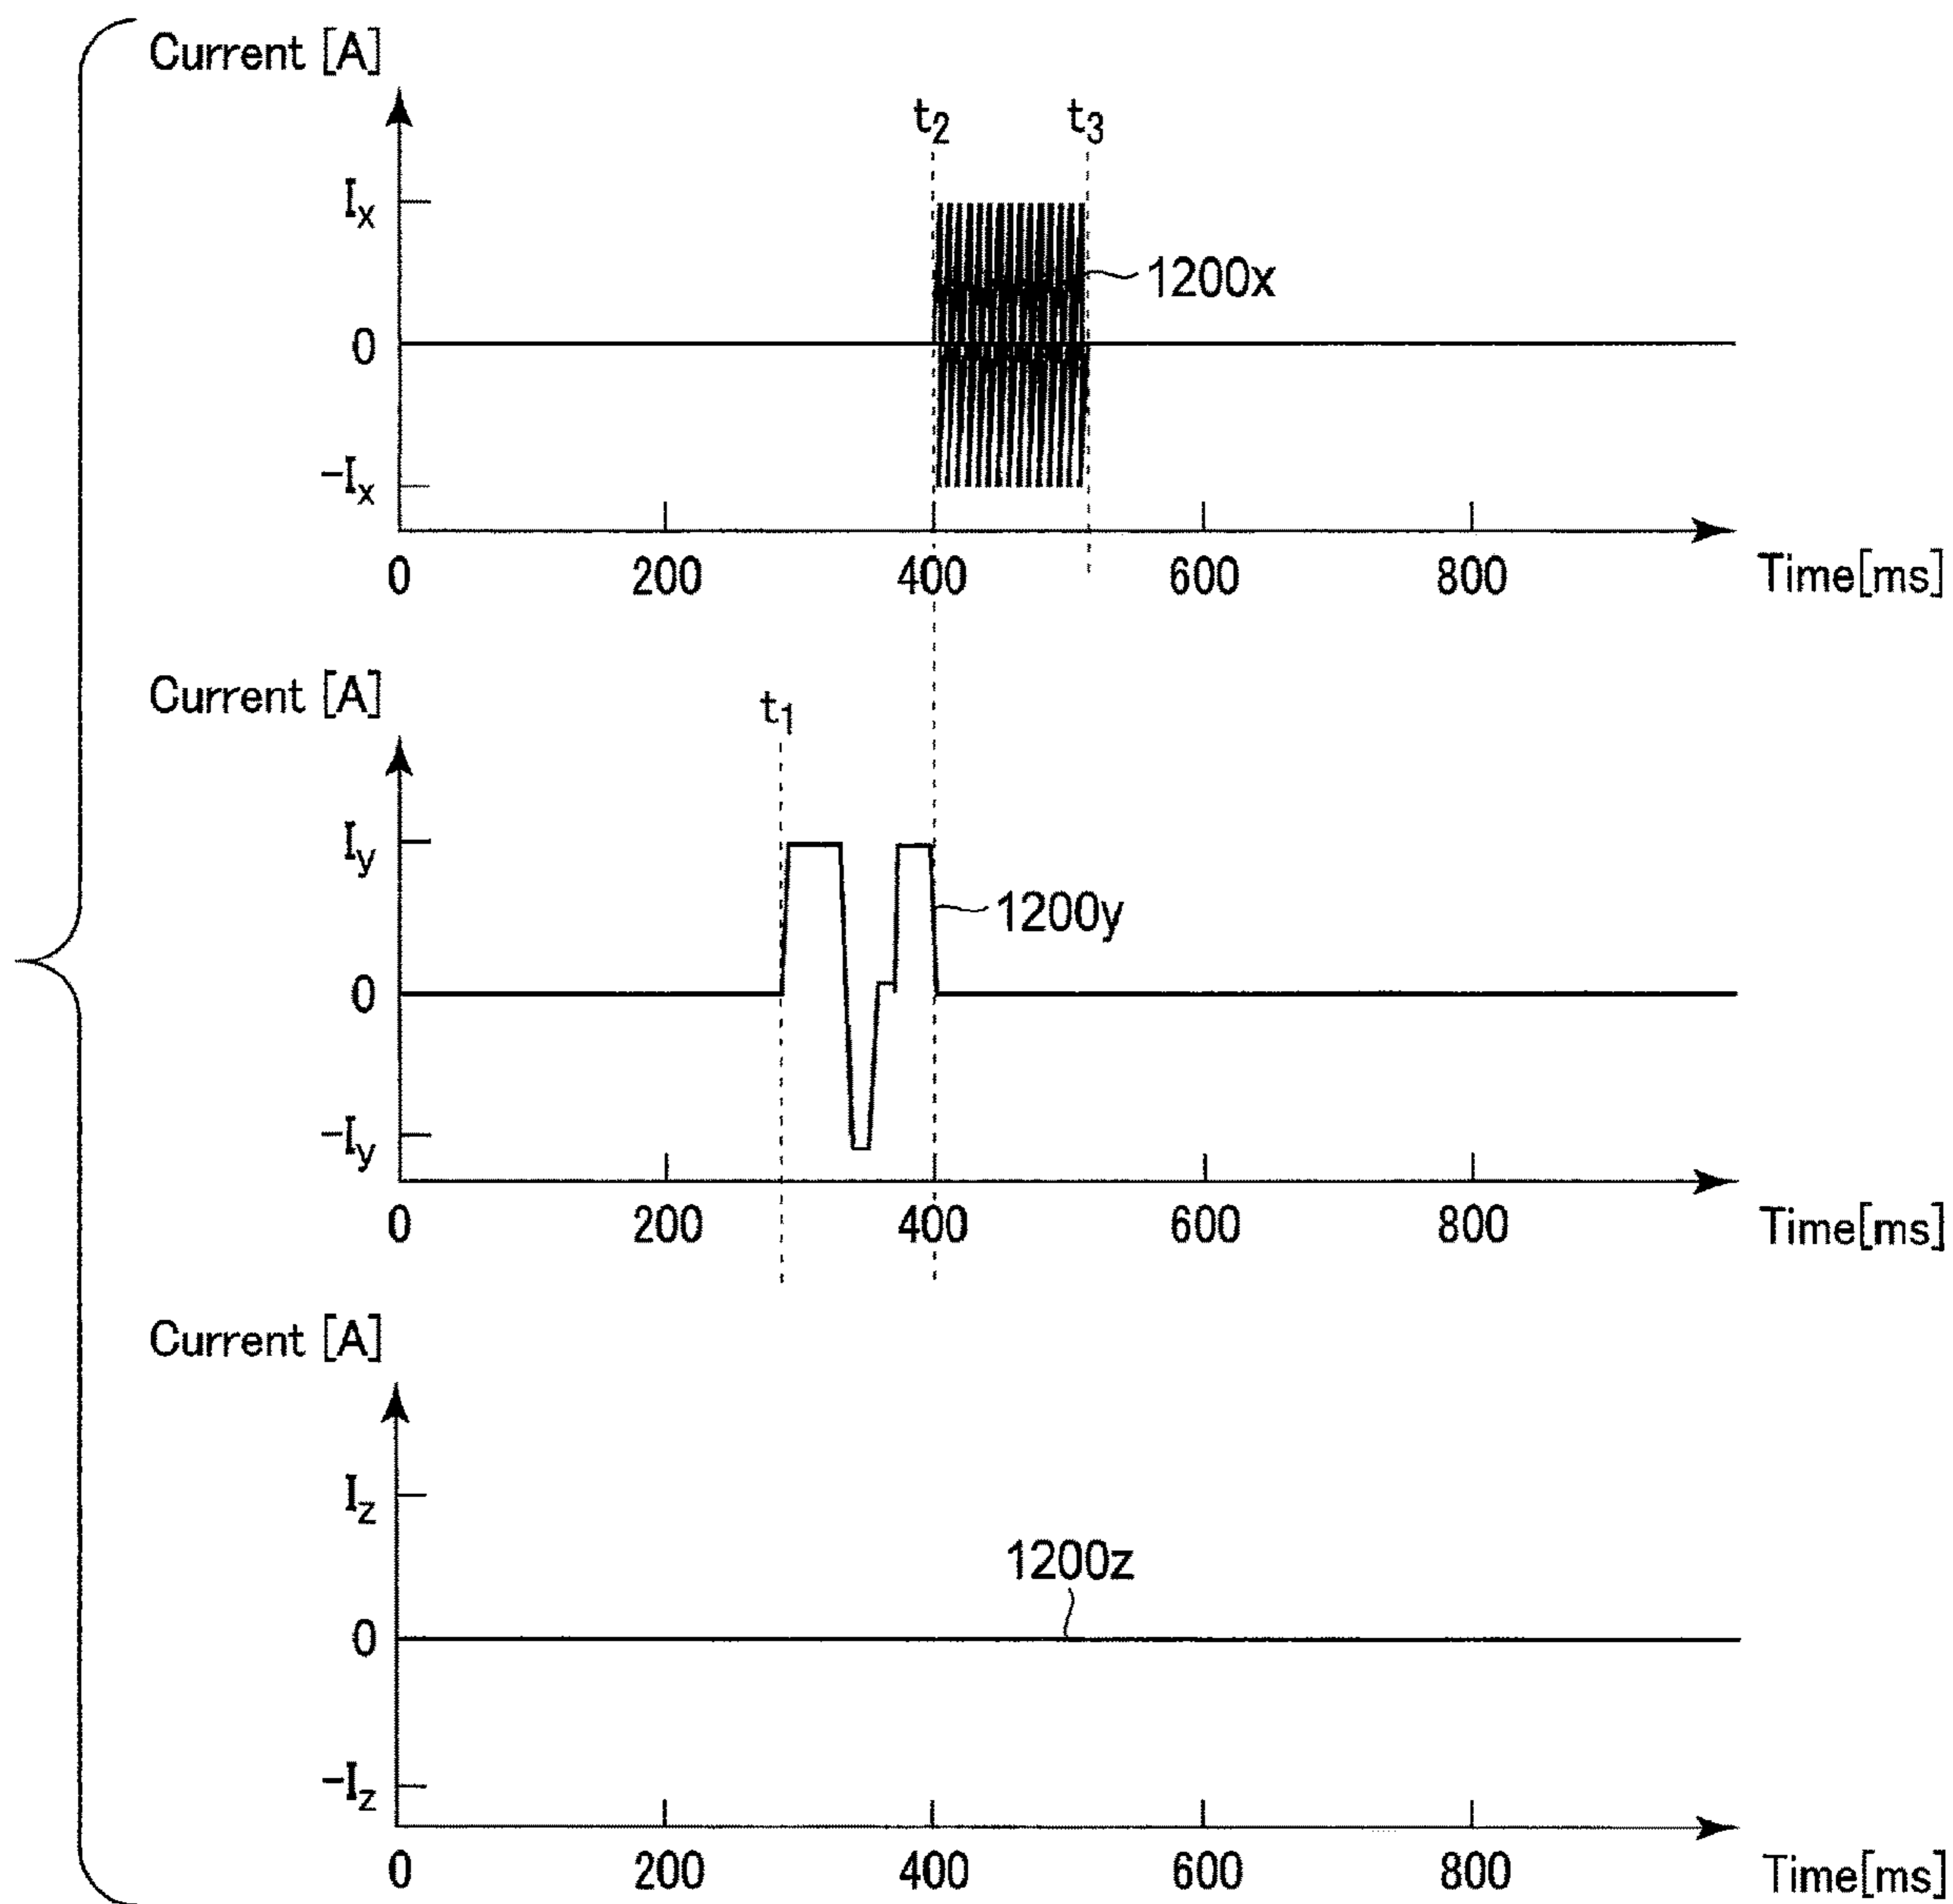 Current [A]
t2 t3
Ix
1200x
0
-Ix
0 200 400 600 800 Time[ms]
Current [A]
t1
Iy
1200y
0
-Iy
0 200 400 600 800 Time[ms]
Current [A]
Iz
1200z
0
-Iz
0 200 400 600 800 Time[ms]